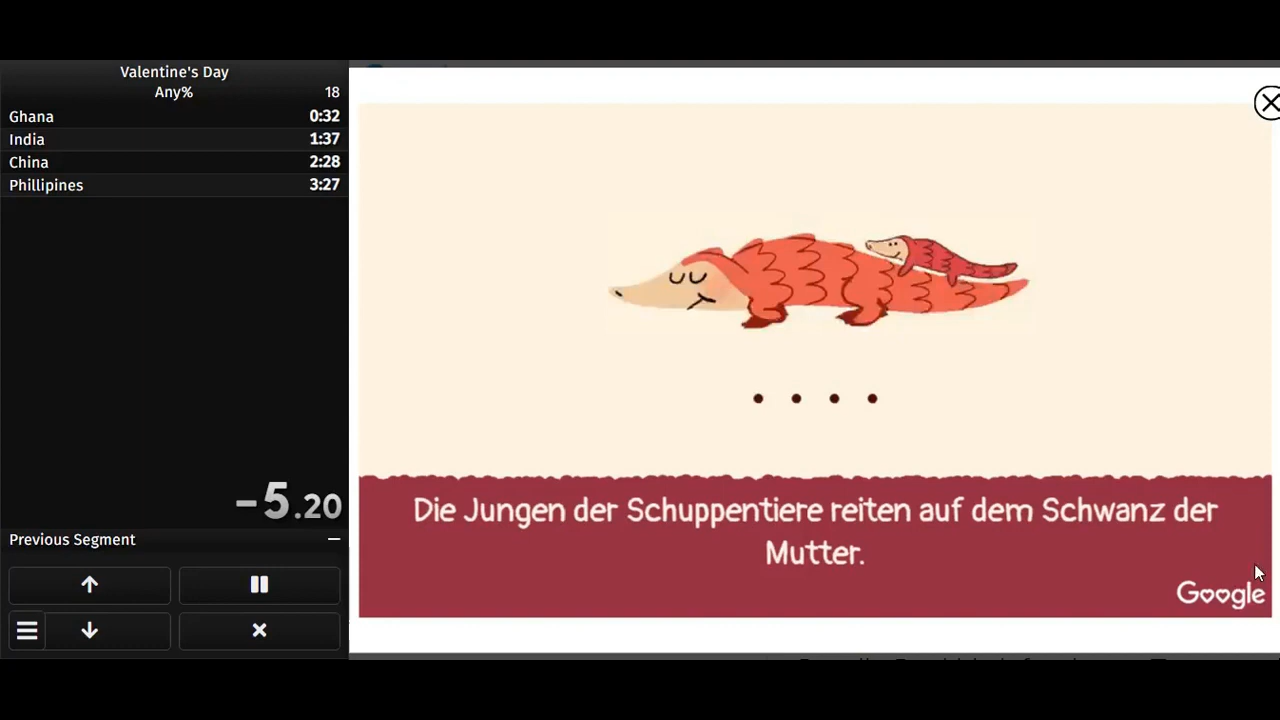 Valentine's Day
Any% 18
Ghana 0:32
India 1:37
China 2:28
Phillipines 3:27
-5.20
Previous Segment —
Die Jungen der Schuppentiere reiten auf dem Schwanz der
Mutter.
Google